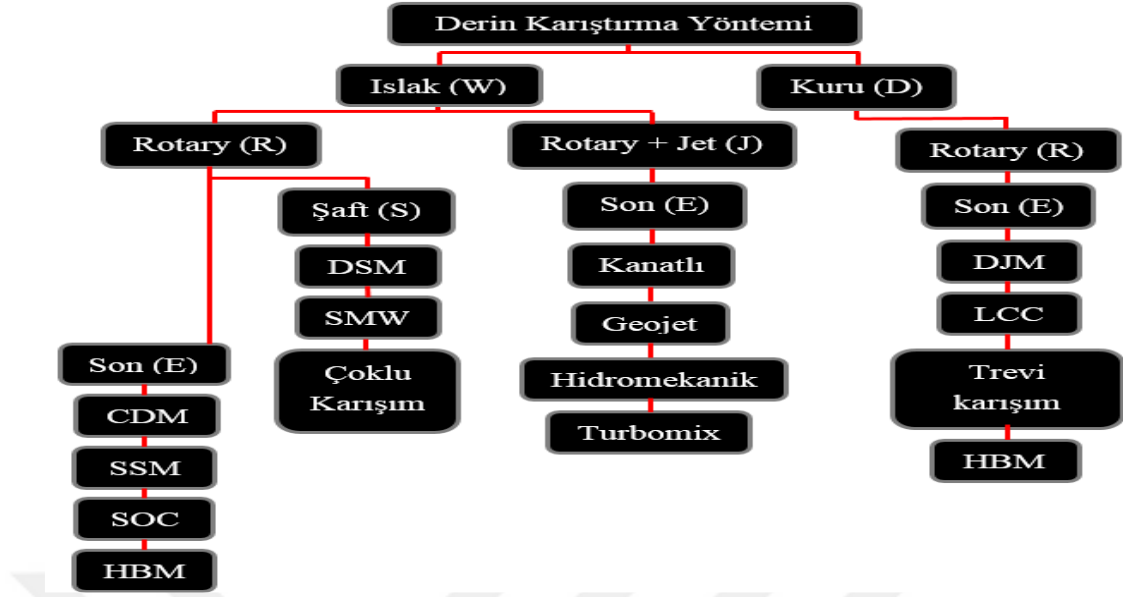 Derin Karıştırma Yöntemi
Islak (W)
Kuru (D)
Rotary (R)
Rotary + Jet (J)
Rotary (R)
Şaft (S)
DSM
SMW
Çoklu
Karışım
Son (E)
CDM
SSM
SOC
HBM
Son (E)
Kanatlı
Geojet
Hidromekanik
Turbomix
Son (E)
DJM
LCC
Trevi
karışım
HBM